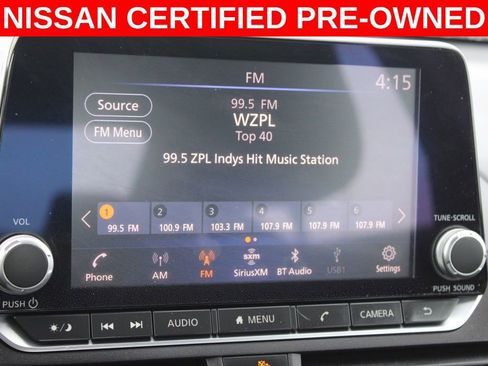 NISSAN CERTIFIED PRE-OWNED
FM
4:15
Source
99.5 FM
FM Menu
WZPL
Top 40
99.5 ZPL Indys Hit Music Station
1 2 3 4 5 6
99.5 FM 100.9 FM 103.3 FM 107.9 FM 107.9 FM 107.9 FM
VOL
TUNE·SCROLL
Phone AM FM SiriusXM BT Audio USB1 Settings
sxm
PUSH
PUSH SOUND
AUDIO MENU CAMERA